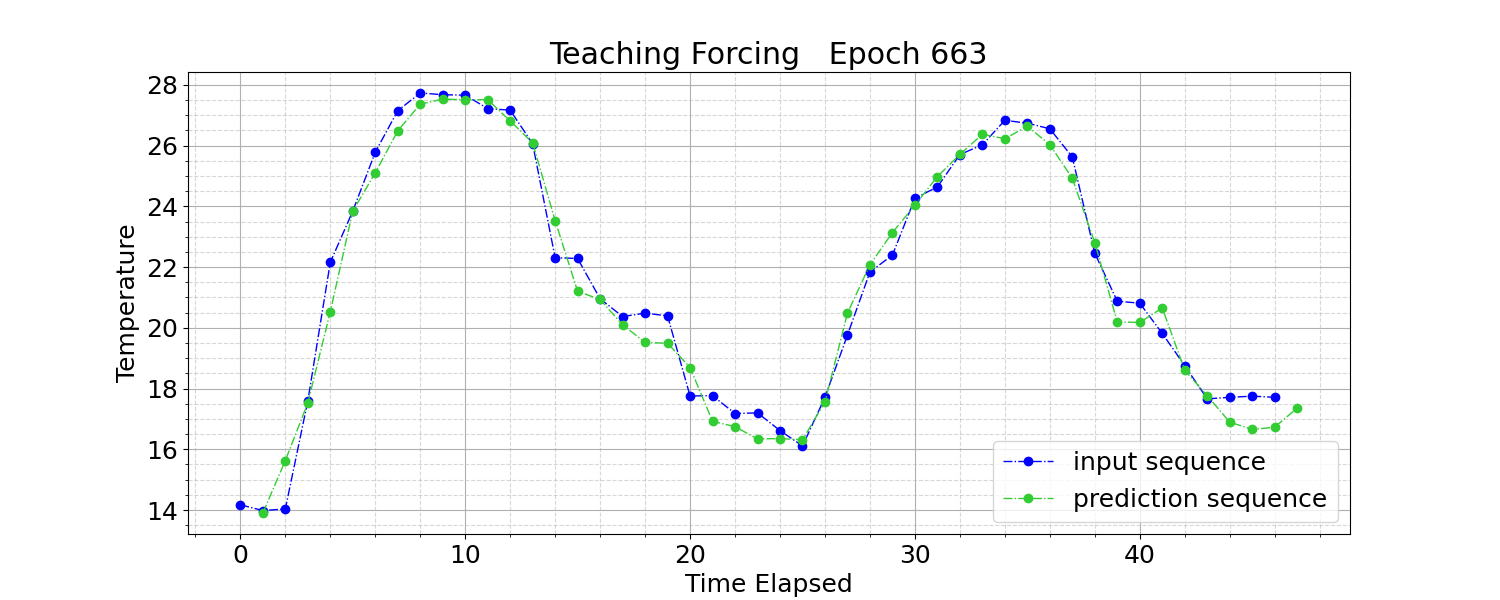 Teaching Forcing   Epoch 663
28
26
24
22
20
18
16
14
Temperature
input sequence
prediction sequence
0 10 20 30 40
Time Elapsed